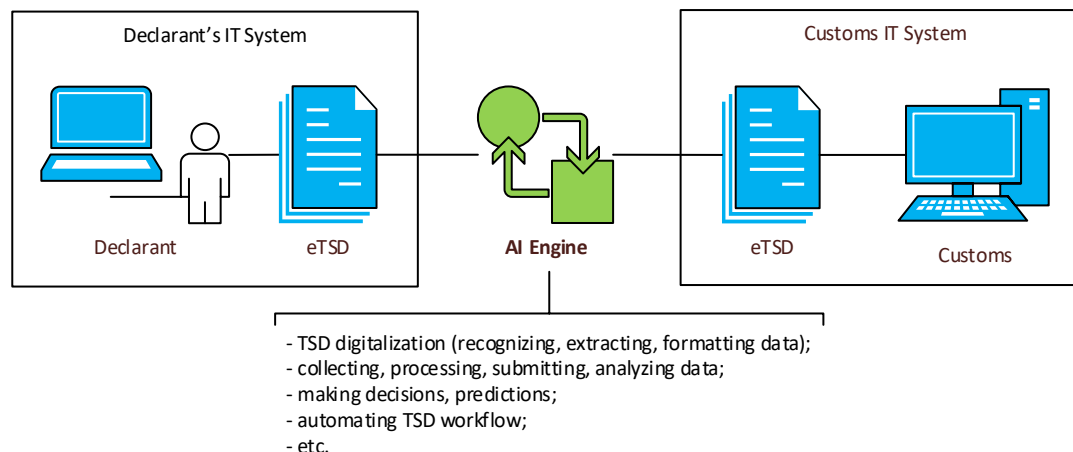 Declarant's IT System
Customs IT System
Declarant
eTSD
AI Engine
eTSD
Customs
- TSD digitalization (recognizing, extracting, formatting data);
- collecting, processing, submitting, analyzing data;
- making decisions, predictions;
- automating TSD workflow;
- etc.